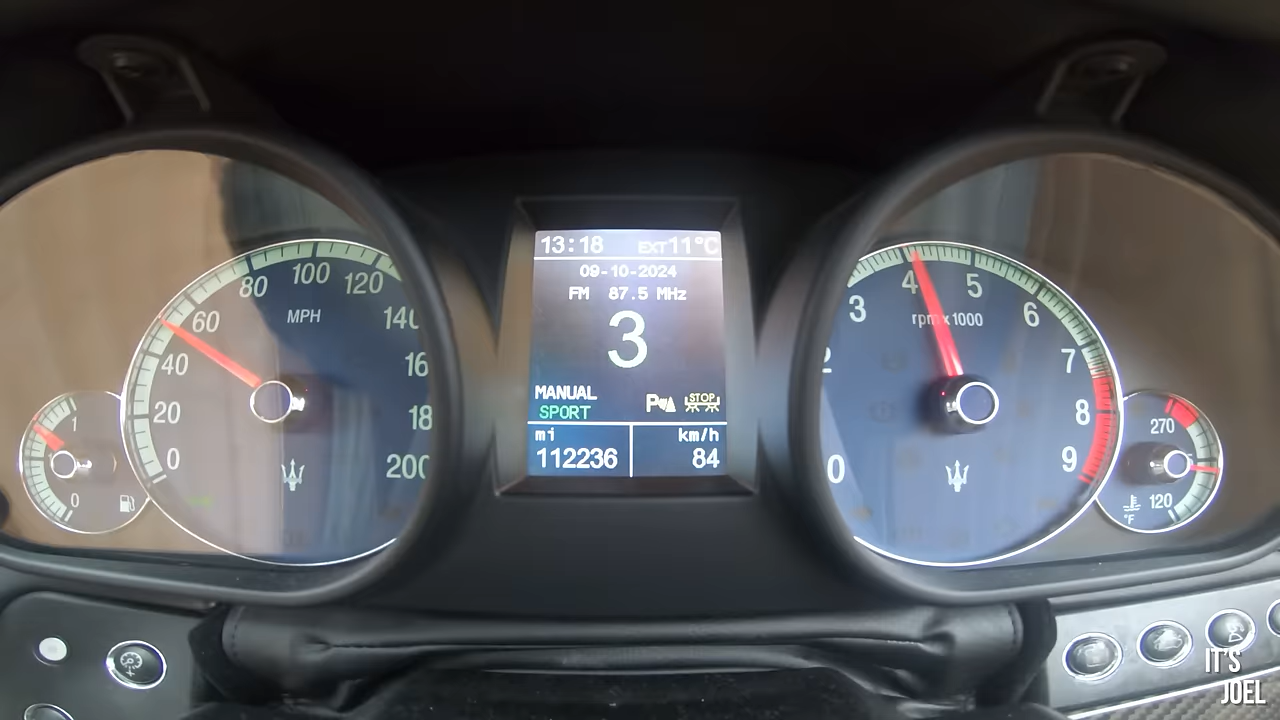 13:18 EXT 11°C
09-10-2024
FM 87.5 MHz
3
MANUAL
SPORT
STOP
mi km/h
112236 84
0
20
40
60
80
100
120
140
16
18
200
MPH
1
0
0
2
3
4
5
6
7
8
9
rpm x 1000
270
120
°F
IT'S
JOEL